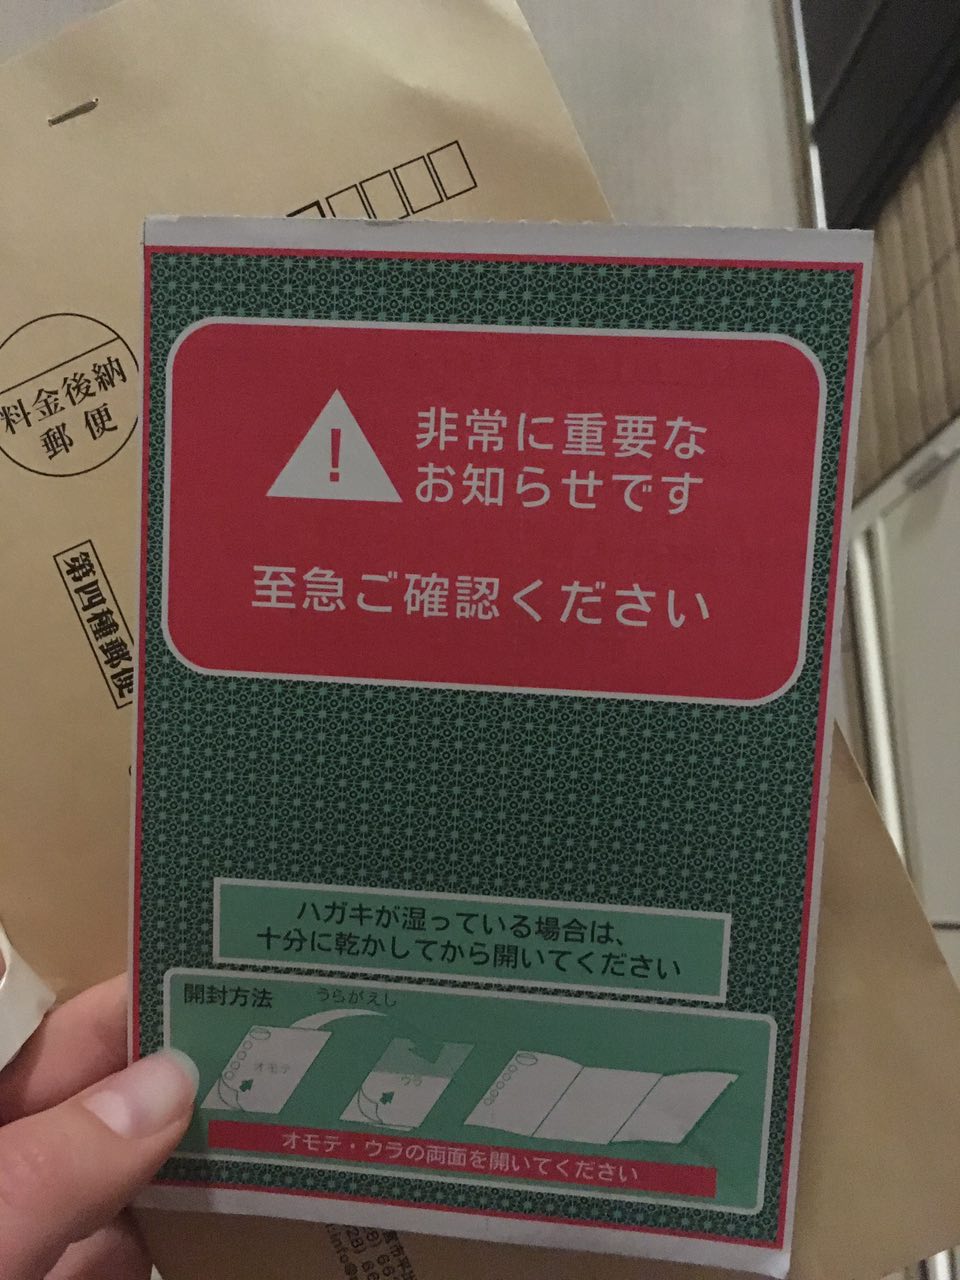 料金後納
郵便
第四種郵便
非常に重要な
お知らせです
至急ご確認ください
ハガキが湿っている場合は、
十分に乾かしてから開いてください
開封方法
うらがえし
オモテ
ウラ
オモテ・ウラの両面を開いてください